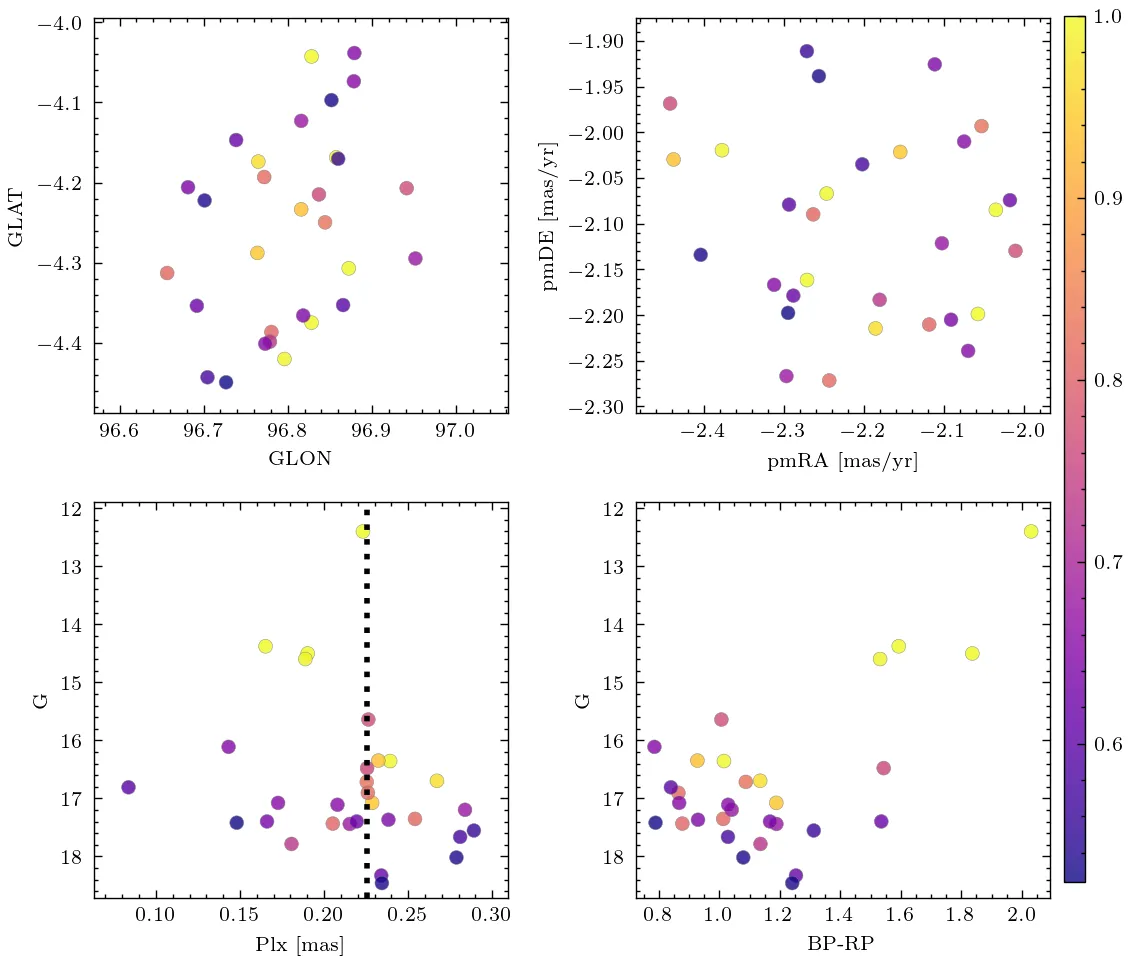 −4.0
−4.1
−4.2
−4.3
−4.4
GLAT
96.6 96.7 96.8 96.9 97.0
GLON
−1.90
−1.95
−2.00
−2.05
−2.10
−2.15
−2.20
−2.25
−2.30
pmDE [mas/yr]
−2.4 −2.3 −2.2 −2.1 −2.0
pmRA [mas/yr]
12
13
14
15
16
17
18
G
0.10 0.15 0.20 0.25 0.30
Plx [mas]
12
13
14
15
16
17
18
G
0.8 1.0 1.2 1.4 1.6 1.8 2.0
BP-RP
1.0
0.9
0.8
0.7
0.6